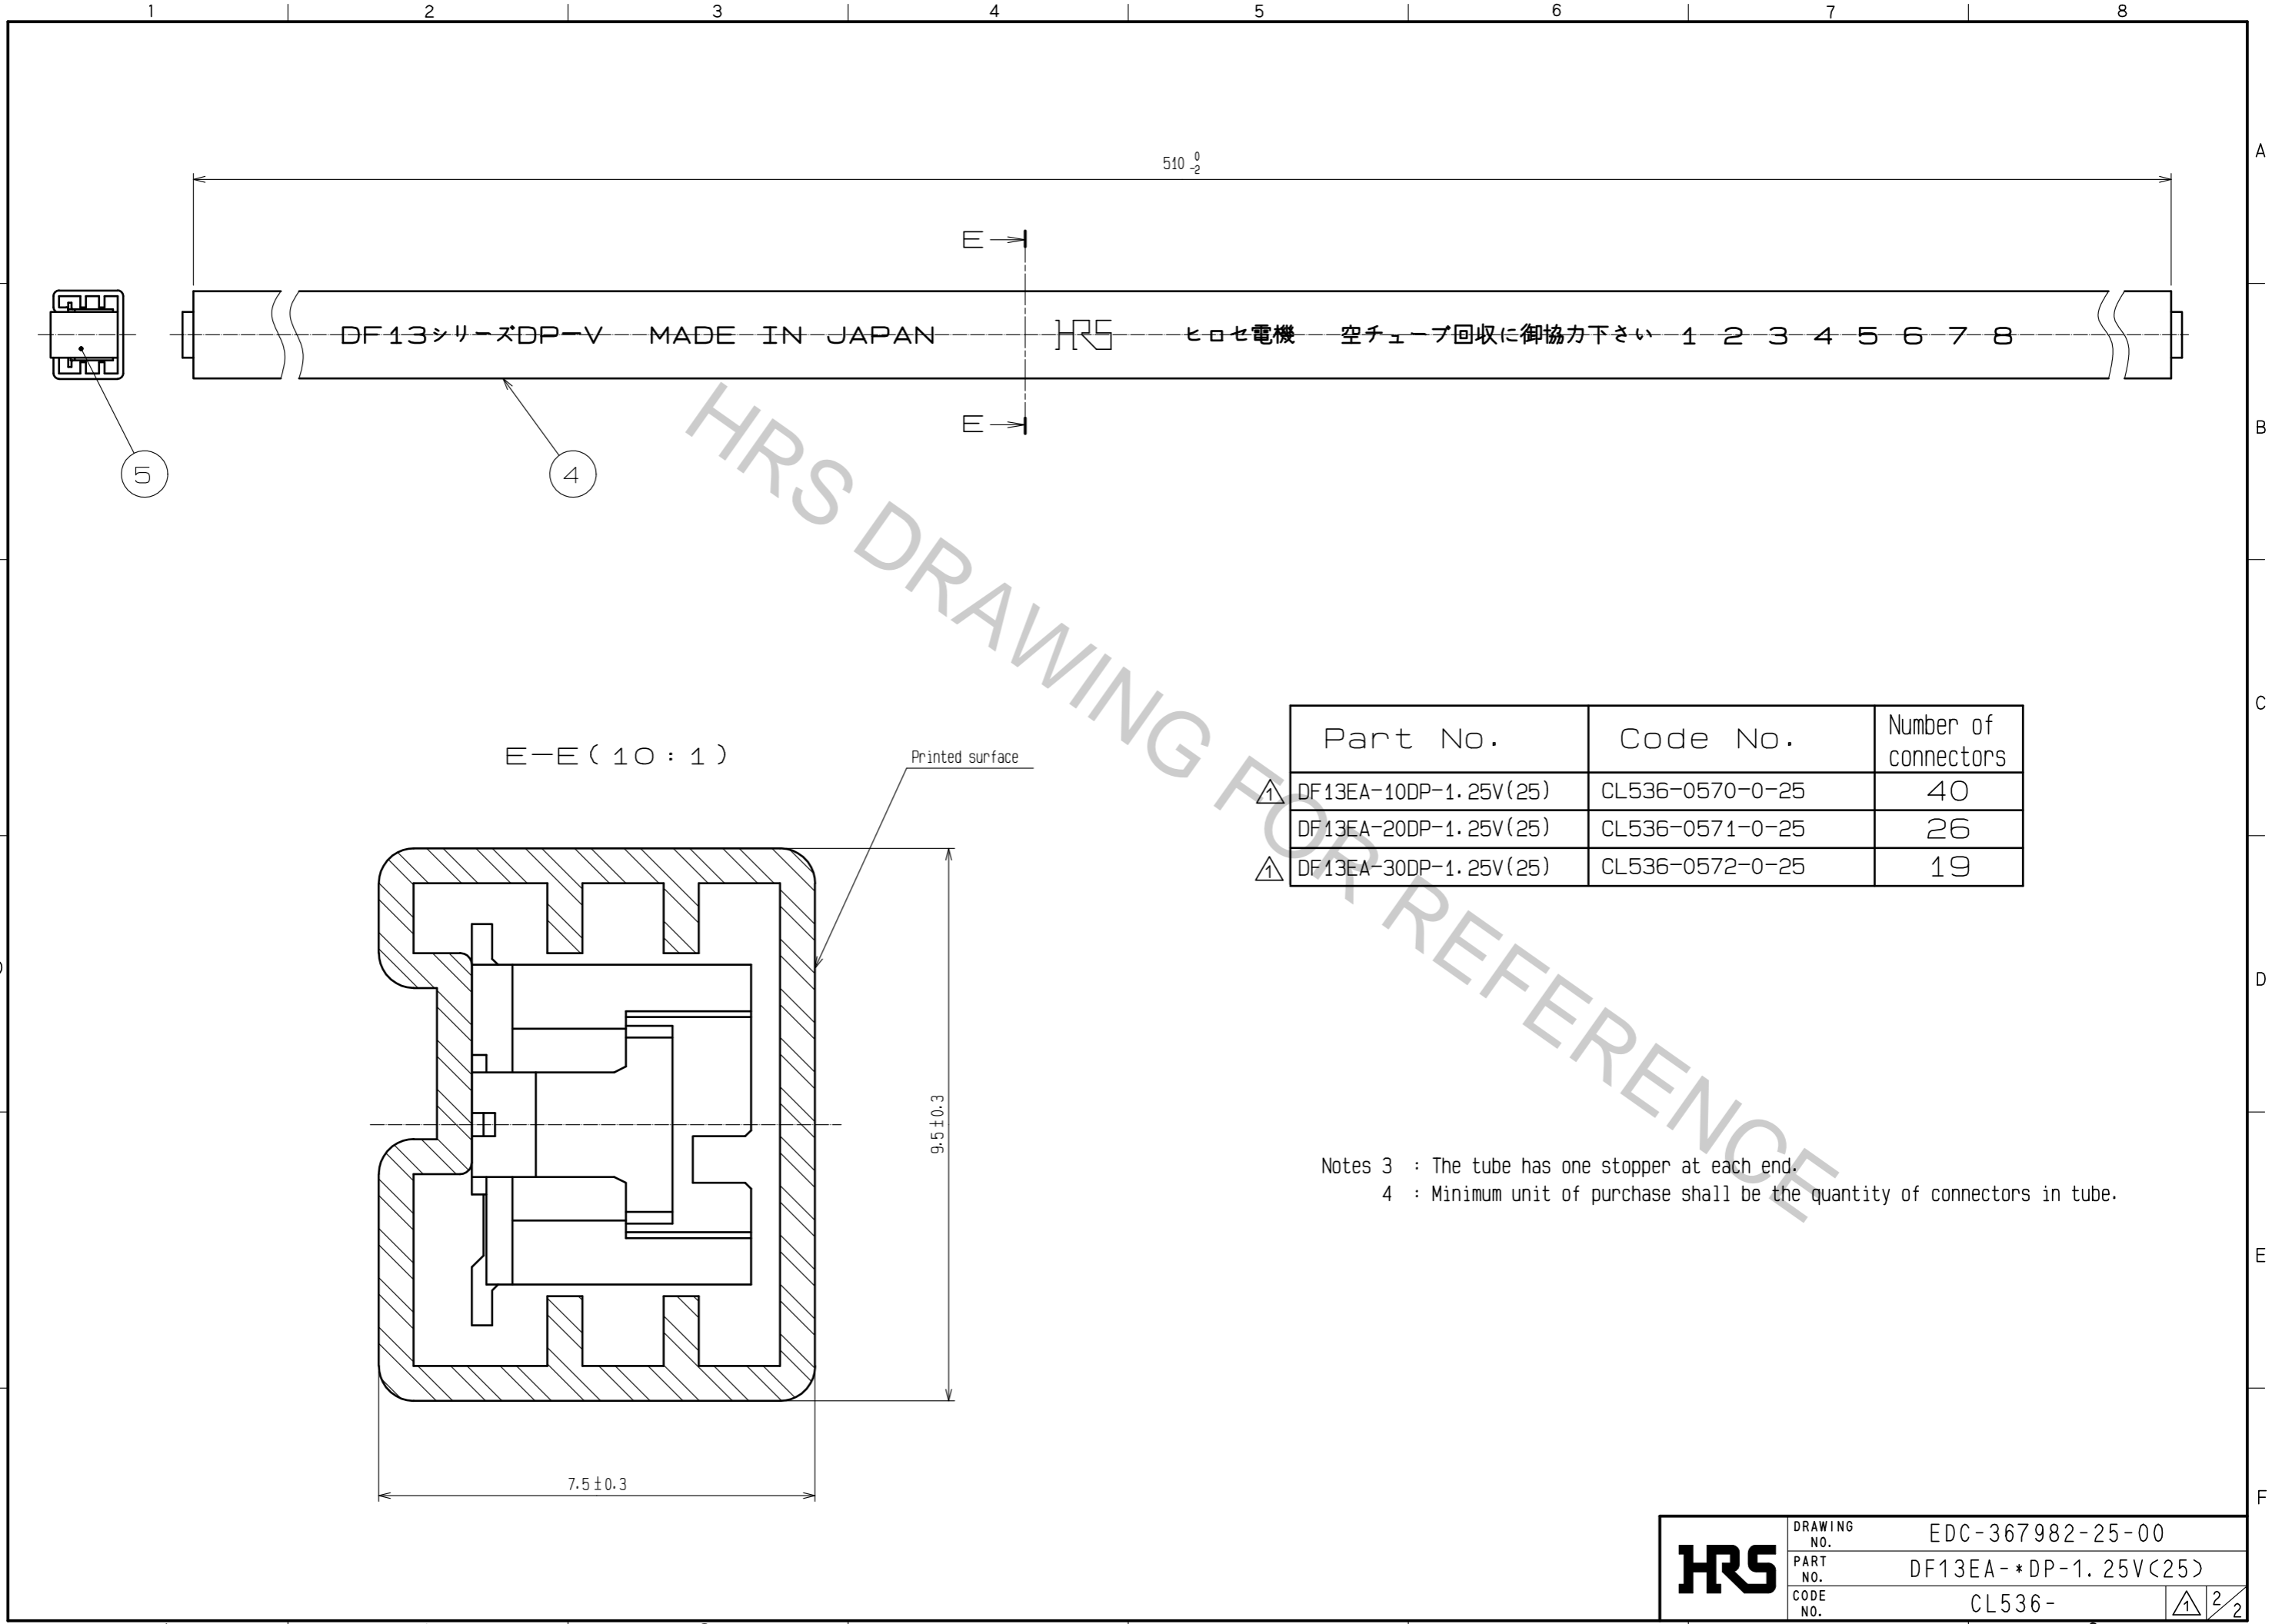 1 2 3 4 5 6 7 8
A
510 0 -2
E
DF13シリーズDP-V MADE IN JAPAN HRS ヒロセ電機 空チューブ回収に御協力下さい 1 2 3 4 5 6 7 8
E
B
5
4
HRS DRAWING FOR REFERENCE
C
E-E(10:1)
Printed surface
Part No. Code No. Number of connectors
1 DF13EA-10DP-1.25V(25) CL536-0570-0-25 40
DF13EA-20DP-1.25V(25) CL536-0571-0-25 26
1 DF13EA-30DP-1.25V(25) CL536-0572-0-25 19
D
9.5±0.3
Notes 3 : The tube has one stopper at each end.
4 : Minimum unit of purchase shall be the quantity of connectors in tube.
E
7.5±0.3
F
HRS
DRAWING NO. EDC-367982-25-00
PART NO. DF13EA-*DP-1.25V(25)
CODE NO. CL536- 1 2/2